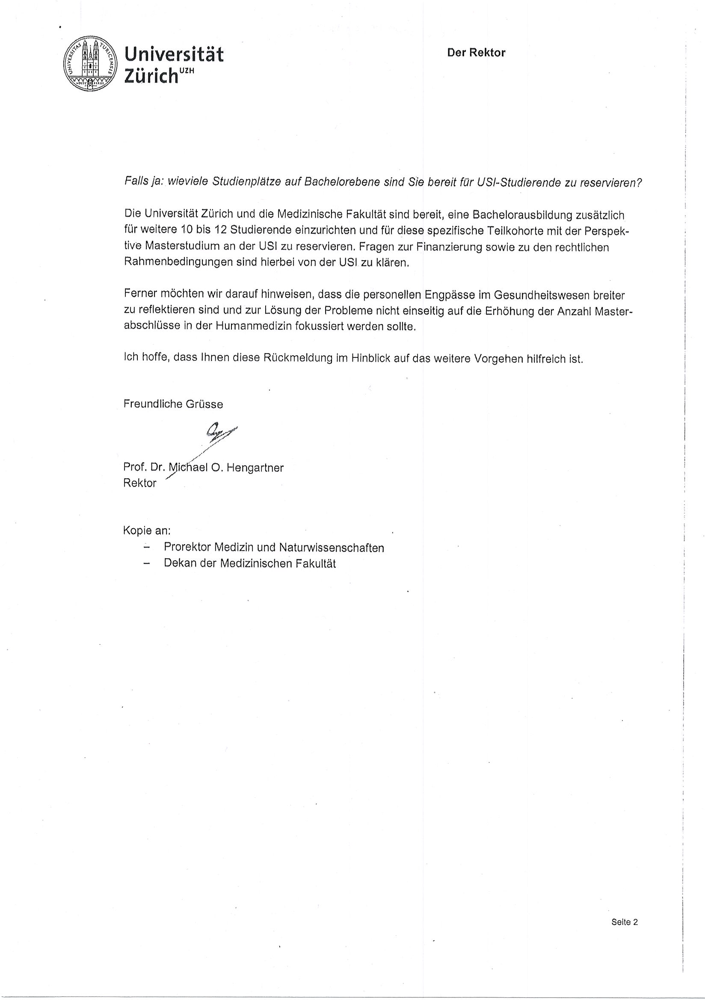 UNIVERSITAS TURICENSIS
MDCCC XXXIII
Universität
Zürich UZH
Der Rektor
Falls ja: wieviele Studienplätze auf Bachelorebene sind Sie bereit für USI-Studierende zu reservieren?
Die Universität Zürich und die Medizinische Fakultät sind bereit, eine Bachelorausbildung zusätzlich
für weitere 10 bis 12 Studierende einzurichten und für diese spezifische Teilkohorte mit der Perspek-
tive Masterstudium an der USI zu reservieren. Fragen zur Finanzierung sowie zu den rechtlichen
Rahmenbedingungen sind hierbei von der USI zu klären.
Ferner möchten wir darauf hinweisen, dass die personellen Engpässe im Gesundheitswesen breiter
zu reflektieren sind und zur Lösung der Probleme nicht einseitig auf die Erhöhung der Anzahl Master-
abschlüsse in der Humanmedizin fokussiert werden sollte.
Ich hoffe, dass Ihnen diese Rückmeldung im Hinblick auf das weitere Vorgehen hilfreich ist.
Freundliche Grüsse
Prof. Dr. Michael O. Hengartner
Rektor
Kopie an:
– Prorektor Medizin und Naturwissenschaften
– Dekan der Medizinischen Fakultät
Seite 2